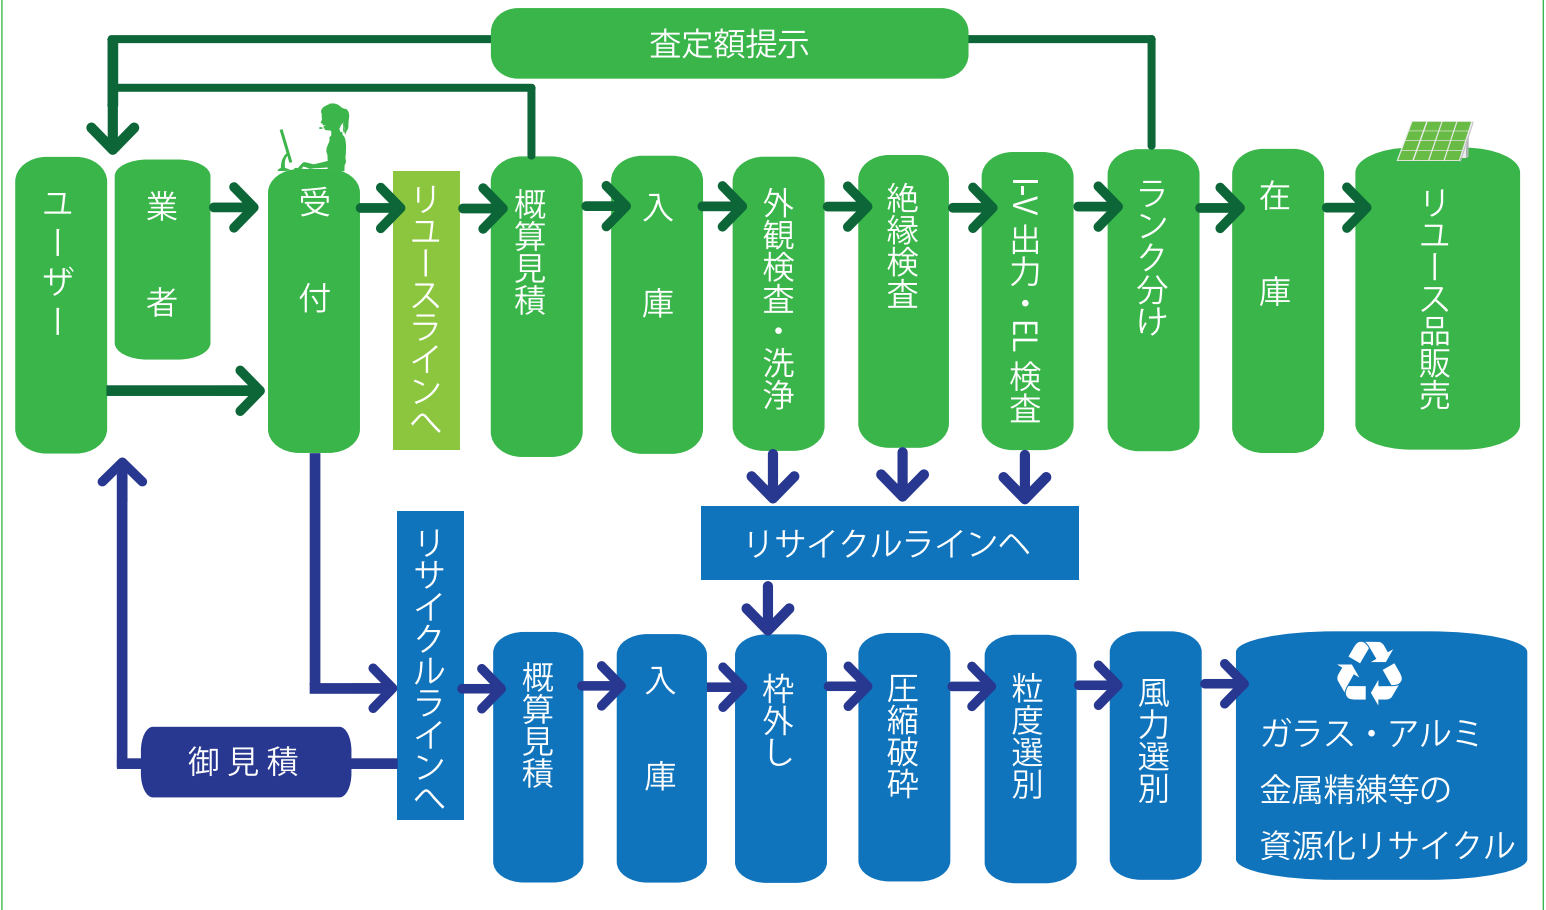 査定額提示
ユーザー
業者
受付
リユースラインへ
概算見積
入庫
外観検査・洗浄
絶縁検査
I-V出力・EL検査
ランク分け
在庫
リユース品販売
リサイクルラインへ
リサイクルラインへ
御見積
概算見積
入庫
枠外し
圧縮破砕
粒度選別
風力選別
ガラス・アルミ
金属精練等の
資源化リサイクル